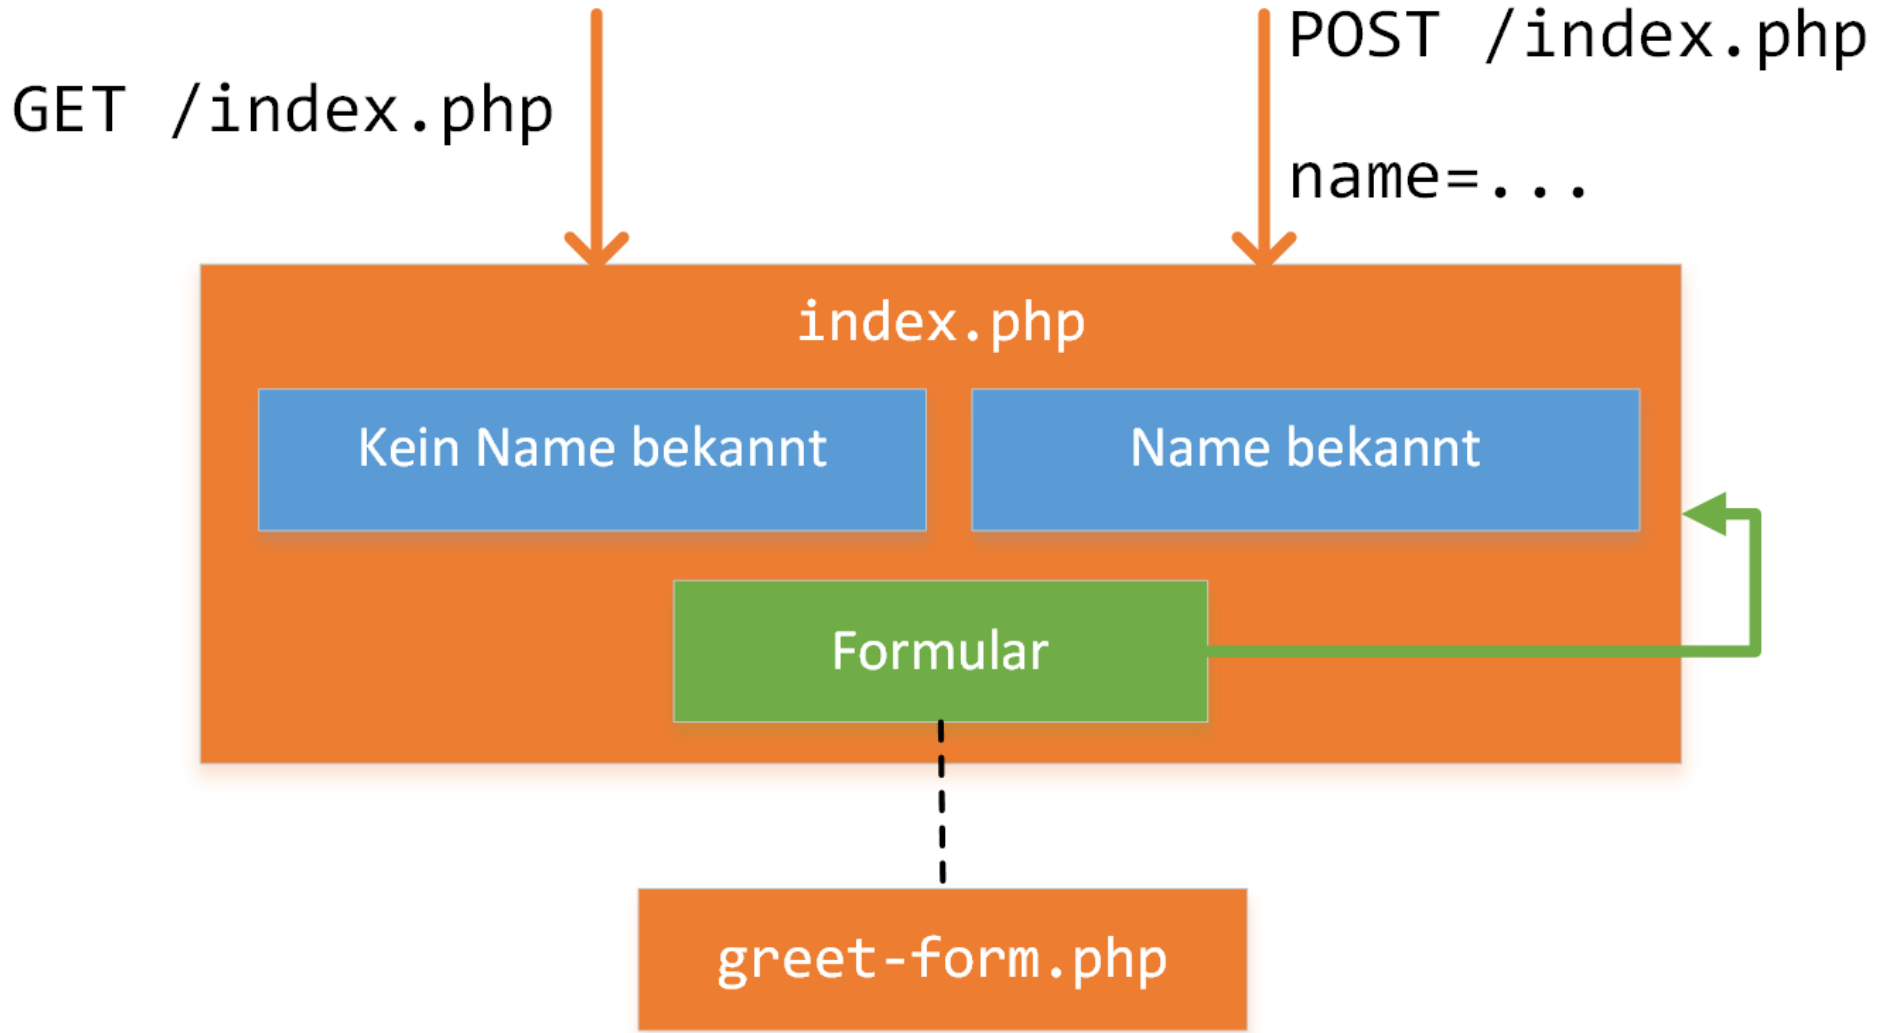 GET /index.php
POST /index.php
name=...
index.php
Kein Name bekannt
Name bekannt
Formular
greet-form.php